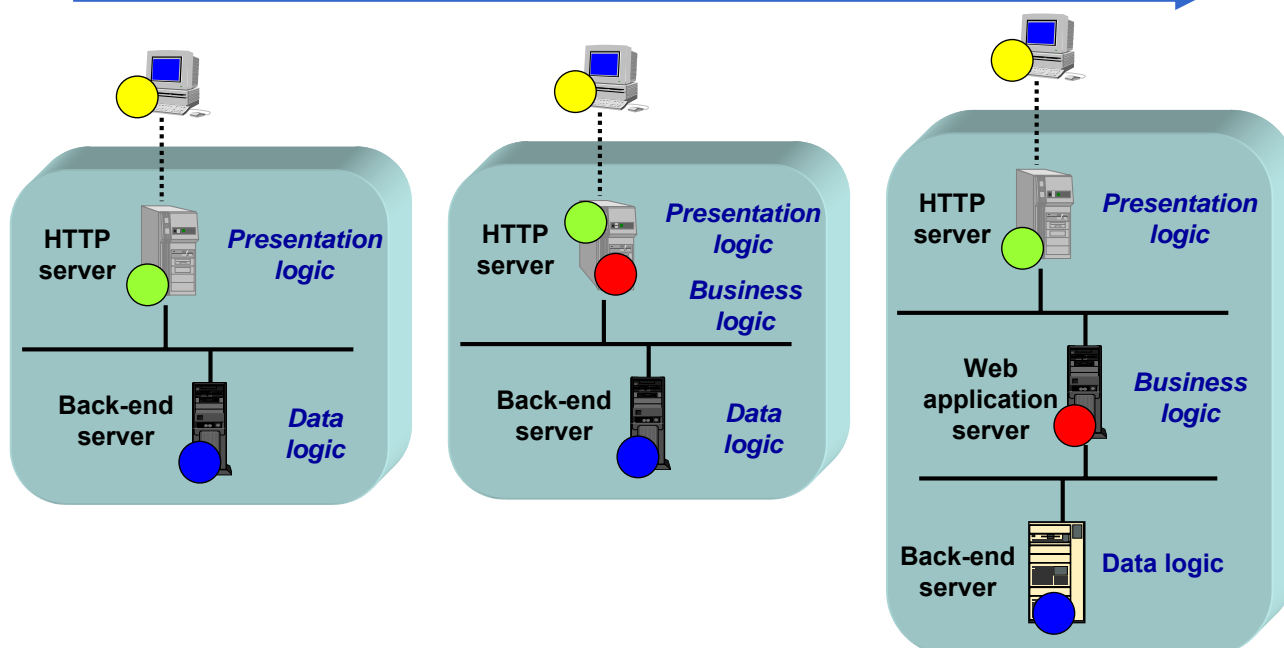 HTTP
server
Presentation
logic
Back-end
server
Data
logic
HTTP
server
Presentation
logic
Business
logic
Back-end
server
Data
logic
HTTP
server
Presentation
logic
Web
application
server
Business
logic
Back-end
server
Data logic